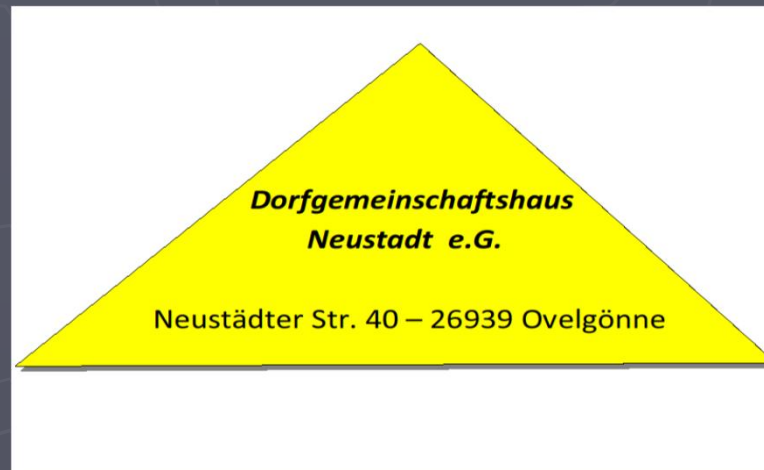 Dorfgemeinschaftshaus
Neustadt e.G.
Neustädter Str. 40 – 26939 Ovelgönne